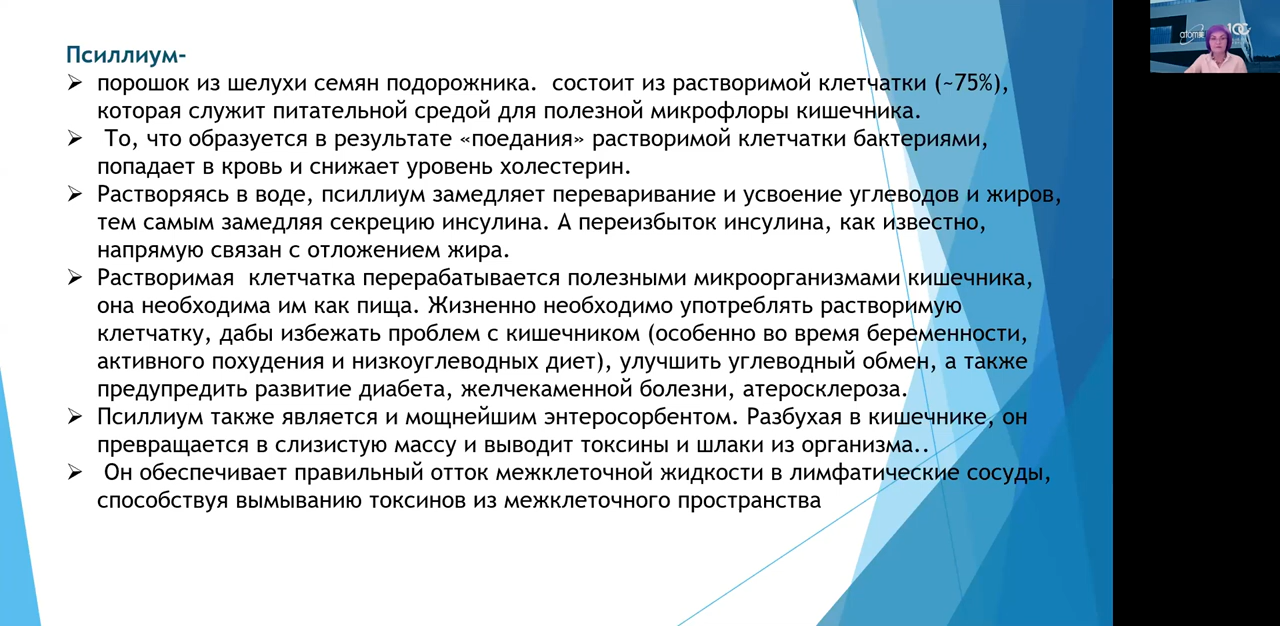 Псиллиум-
порошок из шелухи семян подорожника.  состоит из растворимой клетчатки (~75%),
которая служит питательной средой для полезной микрофлоры кишечника.
То, что образуется в результате «поедания» растворимой клетчатки бактериями,
попадает в кровь и снижает уровень холестерин.
Растворяясь в воде, псиллиум замедляет переваривание и усвоение углеводов и жиров,
тем самым замедляя секрецию инсулина. А переизбыток инсулина, как известно,
напрямую связан с отложением жира.
Растворимая  клетчатка перерабатывается полезными микроорганизмами кишечника,
она необходима им как пища. Жизненно необходимо употреблять растворимую
клетчатку, дабы избежать проблем с кишечником (особенно во время беременности,
активного похудения и низкоуглеводных диет), улучшить углеводный обмен, а также
предупредить развитие диабета, желчекаменной болезни, атеросклероза.
Псиллиум также является и мощнейшим энтеросорбентом. Разбухая в кишечнике, он
превращается в слизистую массу и выводит токсины и шлаки из организма..
Он обеспечивает правильный отток межклеточной жидкости в лимфатические сосуды,
способствуя вымыванию токсинов из межклеточного пространства